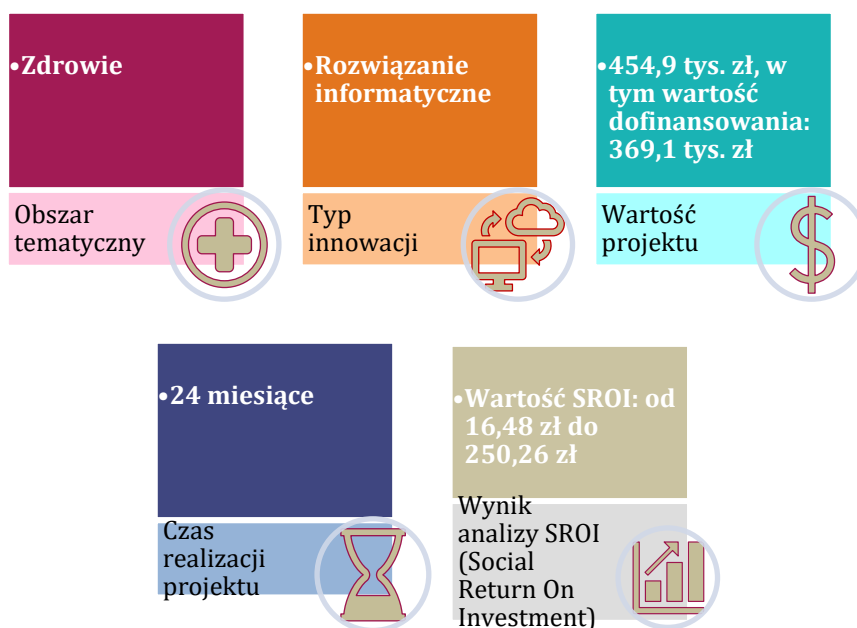 •Zdrowie
Obszar
tematyczny
•Rozwiązanie
informatyczne
Typ
innowacji
•454,9 tys. zł, w
tym wartość
dofinansowania:
369,1 tys. zł
Wartość
projektu
•24 miesiące
Czas
realizacji
projektu
•Wartość SROI: od
16,48 zł do
250,26 zł
Wynik
analizy SROI
(Social
Return On
Investment)